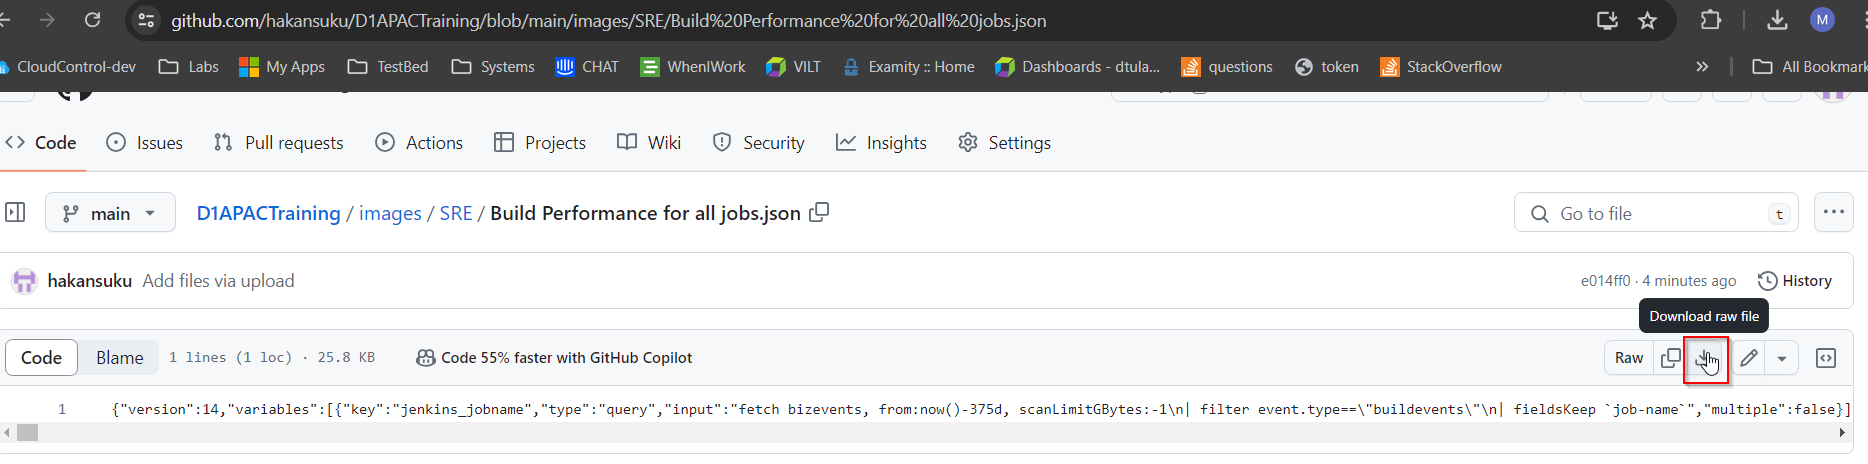 github.com/hakansuku/D1APACTraining/blob/main/images/SRE/Build%20Performance%20for%20all%20jobs.json
M
CloudControl-dev Labs My Apps TestBed Systems CHAT WhenIWork VILT Examity :: Home Dashboards - dtula... questions token StackOverflow » All Bookmark
Code Issues Pull requests Actions Projects Wiki Security Insights Settings
main D1APACTraining / images / SRE / Build Performance for all jobs.json Go to file t
hakansuku Add files via upload e014ff0 · 4 minutes ago History
Download raw file
Code Blame 1 lines (1 loc) · 25.8 KB Code 55% faster with GitHub Copilot Raw
1 {"version":14,"variables":[{"key":"jenkins_jobname","type":"query","input":"fetch bizevents, from:now()-375d, scanLimitGBytes:-1\n| filter event.type==\"buildevents\"\n| fieldsKeep `job-name`","multiple":false}]